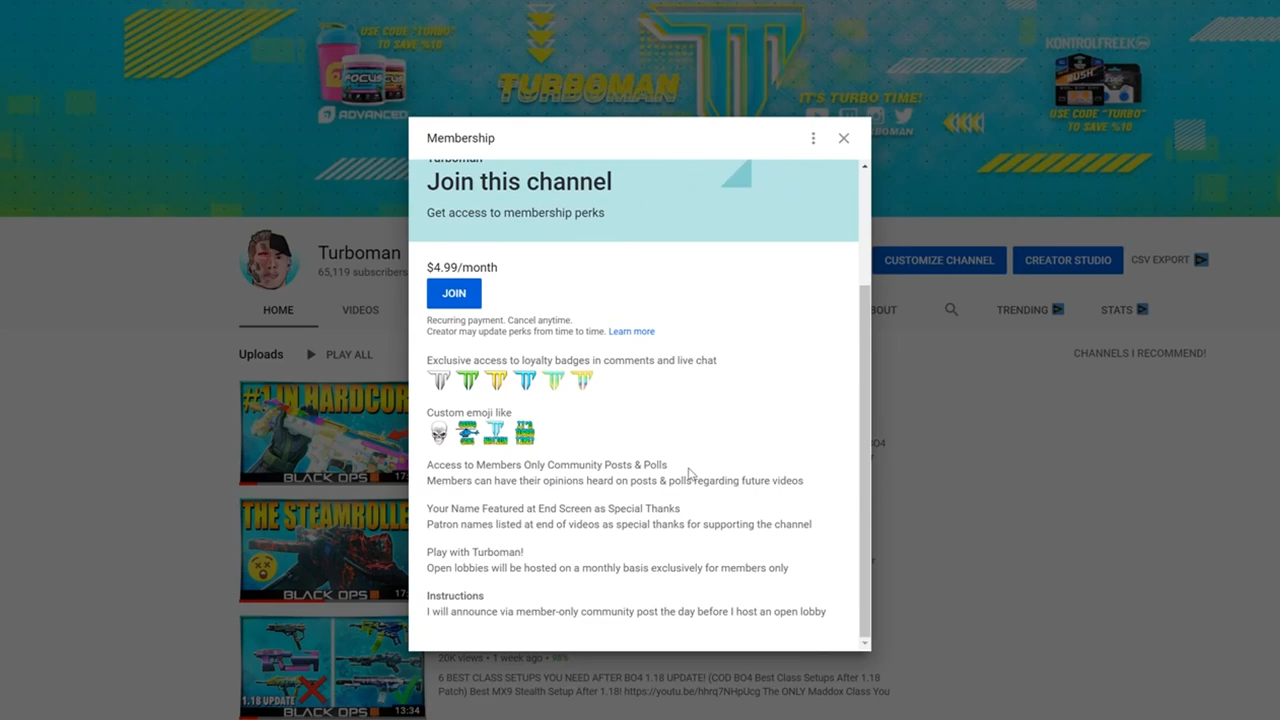 USE CODE "TURBO"
TO SAVE %10
FOCUS
ADVANCED
TURBOMAN
IT'S TURBO TIME!
KONTROLFREEK
RUSH
USE CODE "TURBO"
TO SAVE %10
Membership
Turboman
Join this channel
Get access to membership perks
Turboman
65,119 subscribers
CUSTOMIZE CHANNEL
CREATOR STUDIO
CSV EXPORT
$4.99/month
JOIN
Recurring payment. Cancel anytime.
Creator may update perks from time to time. Learn more
HOME
VIDEOS
TRENDING
STATS
Uploads
PLAY ALL
CHANNELS I RECOMMEND!
Exclusive access to loyalty badges in comments and live chat
Custom emoji like
Access to Members Only Community Posts & Polls
Members can have their opinions heard on posts & polls regarding future videos
Your Name Featured at End Screen as Special Thanks
Patron names listed at end of videos as special thanks for supporting the channel
Play with Turboman!
Open lobbies will be hosted on a monthly basis exclusively for members only
Instructions
I will announce via member-only community post the day before I host an open lobby
#1 IN HARDCOR
BLACK OPS
17:
THE STEAMROLLE
BLACK OPS
17:
1.18 UPDATE
BLACK OPS
13:34
20K views • 1 week ago • 98%
6 BEST CLASS SETUPS YOU NEED AFTER BO4 1.18 UPDATE! (COD BO4 Best Class Setups After 1.18
Patch) Best MX9 Stealth Setup After 1.18! https://youtu.be/hhrq7NHpUcg The ONLY Maddox Class You